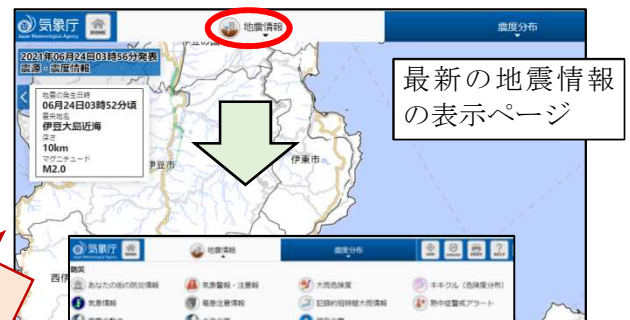 気象庁
Japan Meteorological Agency
HOME
地震情報
震度分布
2021年06月24日03時56分発表
震源・震度情報
最新の地震情報
の表示ページ
地震の発生日時
06月24日03時52分頃
震央地名
伊豆大島近海
深さ
10km
マグニチュード
M2.0
伊豆市
伊東市
気象庁
HOME
地震情報
震度分布
HELP
防災
西伊
あなたの街の防災情報
気象警報・注意報
大雨危険度
キキクル（危険度分布）
気象情報
竜巻注意情報
記録的短時間大雨情報
熱中症警戒アラート